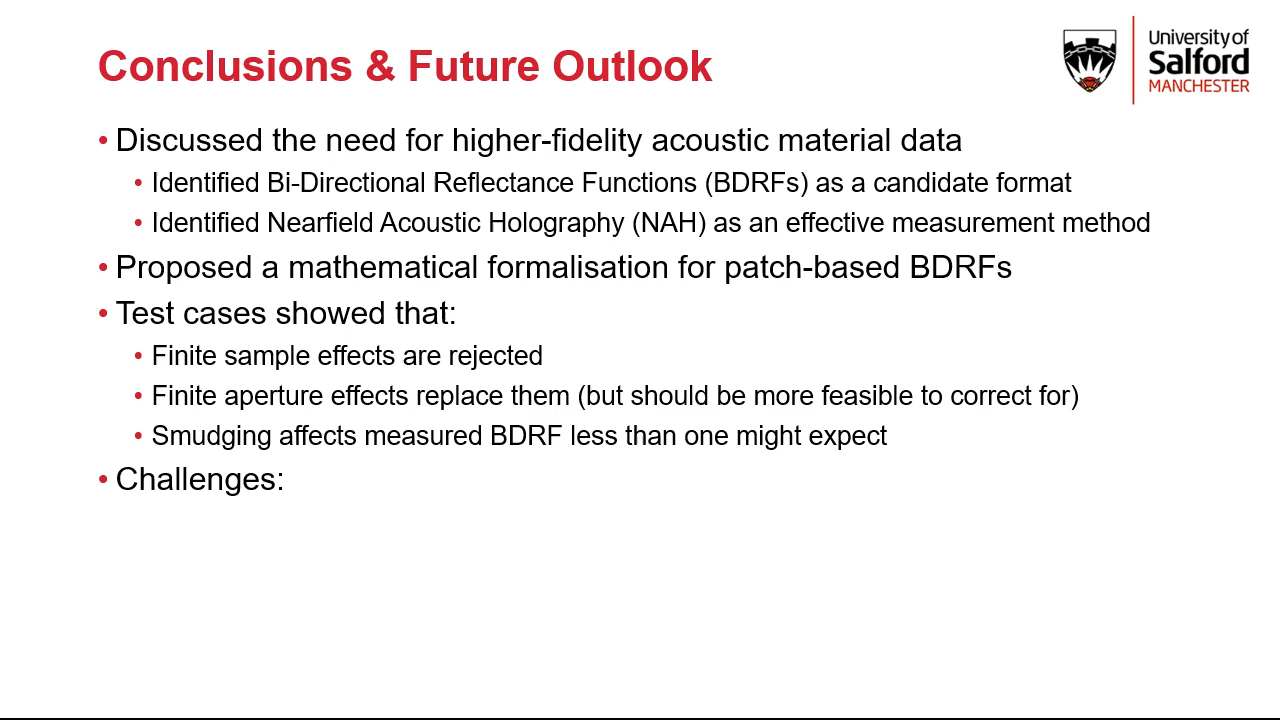 Conclusions & Future Outlook
University of
Salford
MANCHESTER
• Discussed the need for higher-fidelity acoustic material data
• Identified Bi-Directional Reflectance Functions (BDRFs) as a candidate format
• Identified Nearfield Acoustic Holography (NAH) as an effective measurement method
• Proposed a mathematical formalisation for patch-based BDRFs
• Test cases showed that:
• Finite sample effects are rejected
• Finite aperture effects replace them (but should be more feasible to correct for)
• Smudging affects measured BDRF less than one might expect
• Challenges: